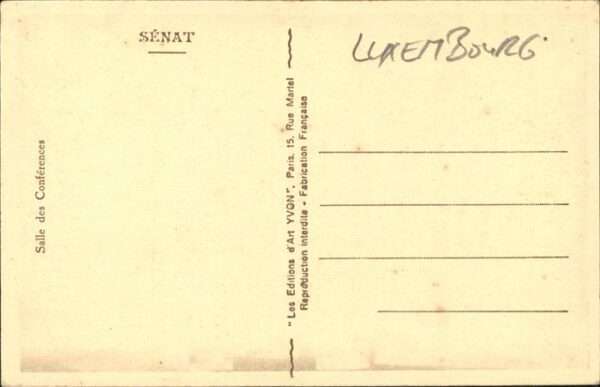 SÉNAT
LUXEMBOURG
Salle des Conférences
"Les Editions d'Art YVON", Paris, 15, Rue Martel
Reproduction Interdite - Fabrication Française